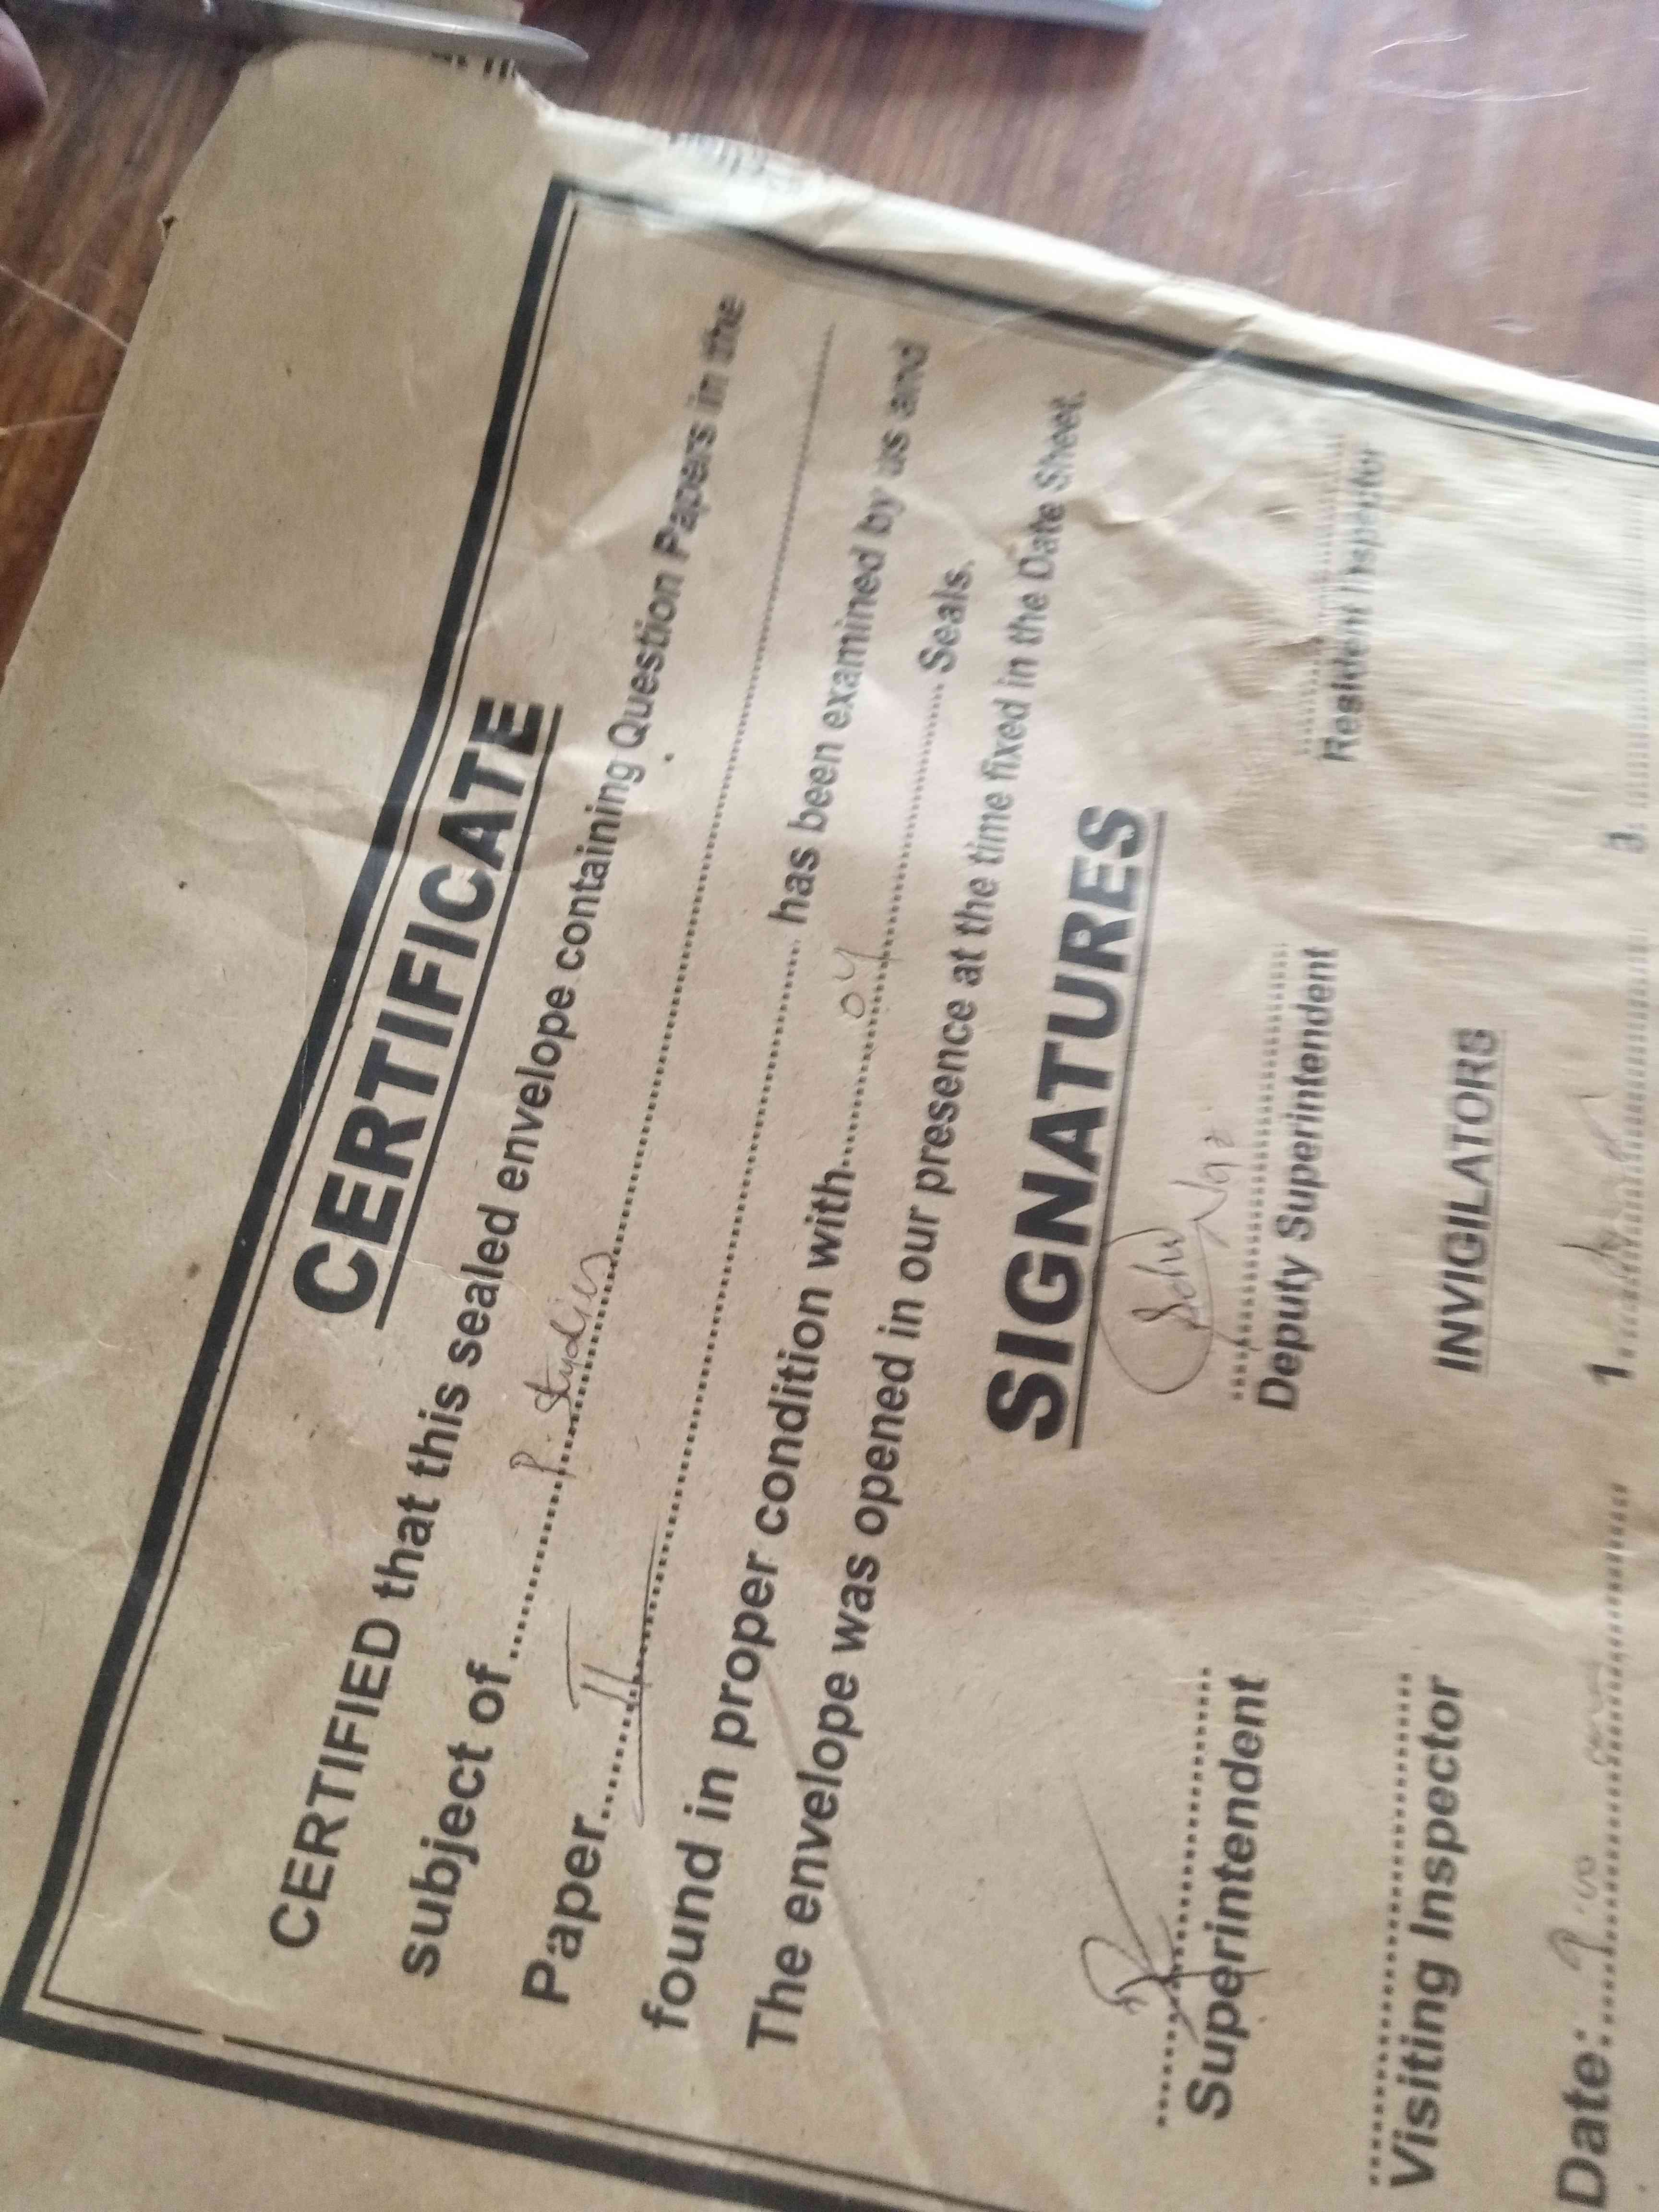 CERTIFICATE
CERTIFIED that this sealed envelope containing Question Papers in the
subject of P. Studies
Paper II has been examined by us and
found in proper condition with 04 Seals.
The envelope was opened in our presence at the time fixed in the Date Sheet.
SIGNATURES
Superintendent Deputy Superintendent Resident Inspector
Visiting Inspector INVIGILATORS
Date: 1. 3.